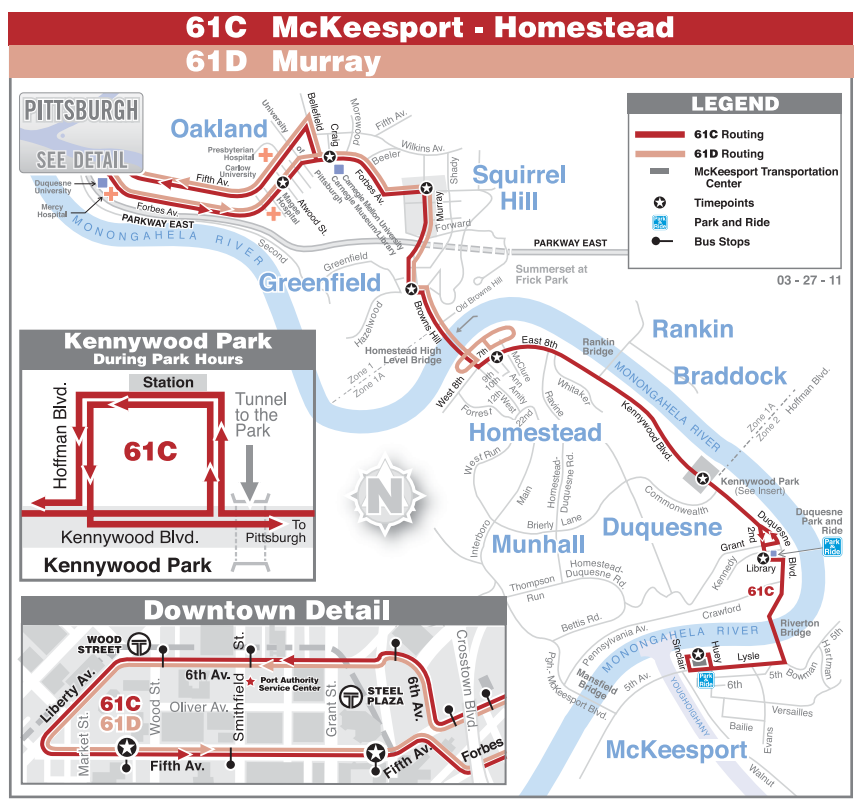 61C McKeesport - Homestead
61D Murray
PITTSBURGH
SEE DETAIL
LEGEND
61C Routing
61D Routing
McKeesport Transportation
Center
Timepoints
Park and Ride
Bus Stops
03 - 27 - 11
Oakland
Squirrel
Hill
Greenfield
Rankin
Braddock
Homestead
Munhall
Duquesne
McKeesport
University
of
Pittsburgh
Bellefield
Craig
Morewood
Fifth Av.
Wilkins Av.
Beeler
Shady
Presbyterian
Hospital
Carlow
University
Fifth Av.
Forbes Av.
Carnegie Mellon University
Carnegie Museum/Library
Magee
Hospital
Atwood St.
Duquesne
University
Mercy
Hospital
Forbes Av.
PARKWAY EAST
MONONGAHELA RIVER
Second
Murray
Forward
PARKWAY EAST
Greenfield
Summerset at
Frick Park
Old Browns Hill
Browns Hill
Hazelwood
Homestead High
Level Bridge
Zone 1
Zone 1A
7th
East 8th
West 8th
McClure
Ann
Amity
9th
10th
12th
West
22nd
Forrest
Ravine
Whitaker
Rankin
Bridge
MONONGAHELA RIVER
Kennywood Blvd.
Zone 1A
Zone 2
Hoffman Blvd.
Kennywood Park
(See Insert)
Commonwealth
West Run
Main
Homestead-
Duquesne Rd.
Interboro
Brierly Lane
Homestead-
Duquesne Rd.
Thompson
Run
Duquesne
Blvd.
2nd
Grant
Kennedy
Library
Duquesne
Park and
Ride
Park & Ride
61C
Crawford
Riverton
Bridge
Bettis Rd.
Pennsylvania Av.
MONONGAHELA RIVER
Pgh.-McKeesport Blvd.
Mansfield
Bridge
5th Av.
Sinclair
Huey
Lysle
Park & Ride
6th
5th
Bowman
Hartman
5th
Versailles
Bailie
Evans
Walnut
YOUGHIOGHANY
N
Kennywood Park
During Park Hours
Station
Hoffman Blvd.
61C
Tunnel
to the
Park
Kennywood Blvd.
To
Pittsburgh
Kennywood Park
Downtown Detail
WOOD
STREET
T
Liberty Av.
6th Av.
Smithfield St.
Port Authority
Service Center
61C
61D
Market St.
Wood St.
Oliver Av.
Grant St.
T
STEEL
PLAZA
6th Av.
Crosstown Blvd.
Fifth Av.
Fifth Av.
Forbes